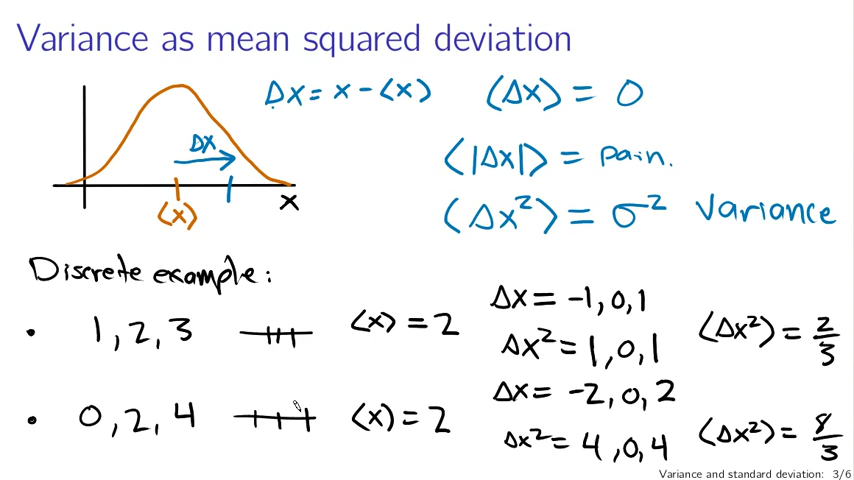 Variance as mean squared deviation
Δx = x - ⟨x⟩
⟨Δx⟩ = 0
Δx
⟨|Δx|⟩ = pain.
⟨x⟩
x
⟨Δx²⟩ = σ² Variance
Discrete example:
• 1, 2, 3 ⟨x⟩ = 2
Δx = -1, 0, 1
Δx² = 1, 0, 1
⟨Δx²⟩ = 2/3
• 0, 2, 4 ⟨x⟩ = 2
Δx = -2, 0, 2
Δx² = 4, 0, 4
⟨Δx²⟩ = 8/3
Variance and standard deviation: 3/6